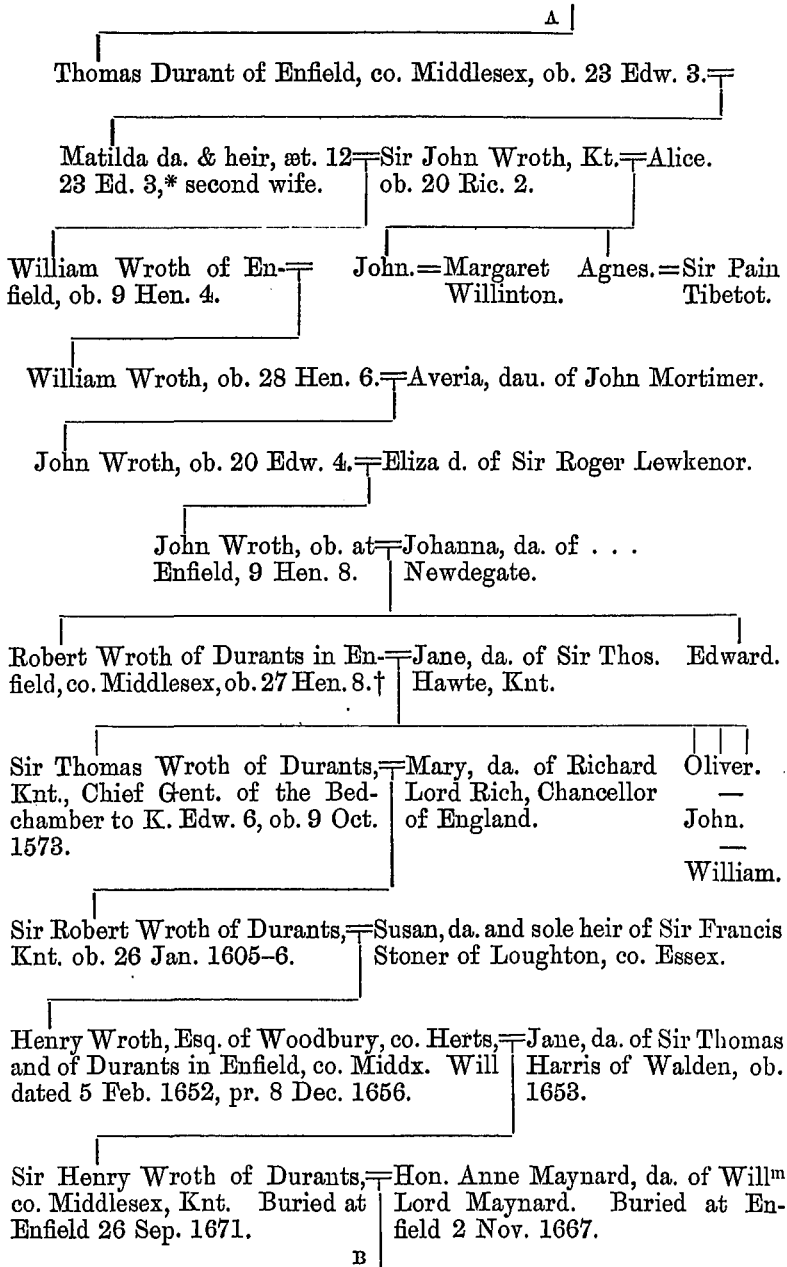 A
Thomas Durant of Enfield, co. Middlesex, ob. 23 Edw. 3.
Matilda da. & heir, æt. 12 Sir John Wroth, Kt. Alice.
23 Ed. 3,* second wife. ob. 20 Ric. 2.
William Wroth of En- John.=Margaret Agnes.=Sir Pain
field, ob. 9 Hen. 4. Willinton. Tibetot.
William Wroth, ob. 28 Hen. 6. Averia, dau. of John Mortimer.
John Wroth, ob. 20 Edw. 4. Eliza d. of Sir Roger Lewkenor.
John Wroth, ob. at Johanna, da. of . . .
Enfield, 9 Hen. 8. Newdegate.
Robert Wroth of Durants in En- Jane, da. of Sir Thos. Edward.
field, co. Middlesex, ob. 27 Hen. 8.† Hawte, Knt.
Sir Thomas Wroth of Durants, Mary, da. of Richard Oliver.
Knt., Chief Gent. of the Bed- Lord Rich, Chancellor —
chamber to K. Edw. 6, ob. 9 Oct. of England. John.
1573. —
William.
Sir Robert Wroth of Durants, Susan, da. and sole heir of Sir Francis
Knt. ob. 26 Jan. 1605–6. Stoner of Loughton, co. Essex.
Henry Wroth, Esq. of Woodbury, co. Herts, Jane, da. of Sir Thomas
and of Durants in Enfield, co. Middx. Will Harris of Walden, ob.
dated 5 Feb. 1652, pr. 8 Dec. 1656. 1653.
Sir Henry Wroth of Durants, Hon. Anne Maynard, da. of Willᵐ
co. Middlesex, Knt. Buried at Lord Maynard. Buried at En-
Enfield 26 Sep. 1671. field 2 Nov. 1667.
B